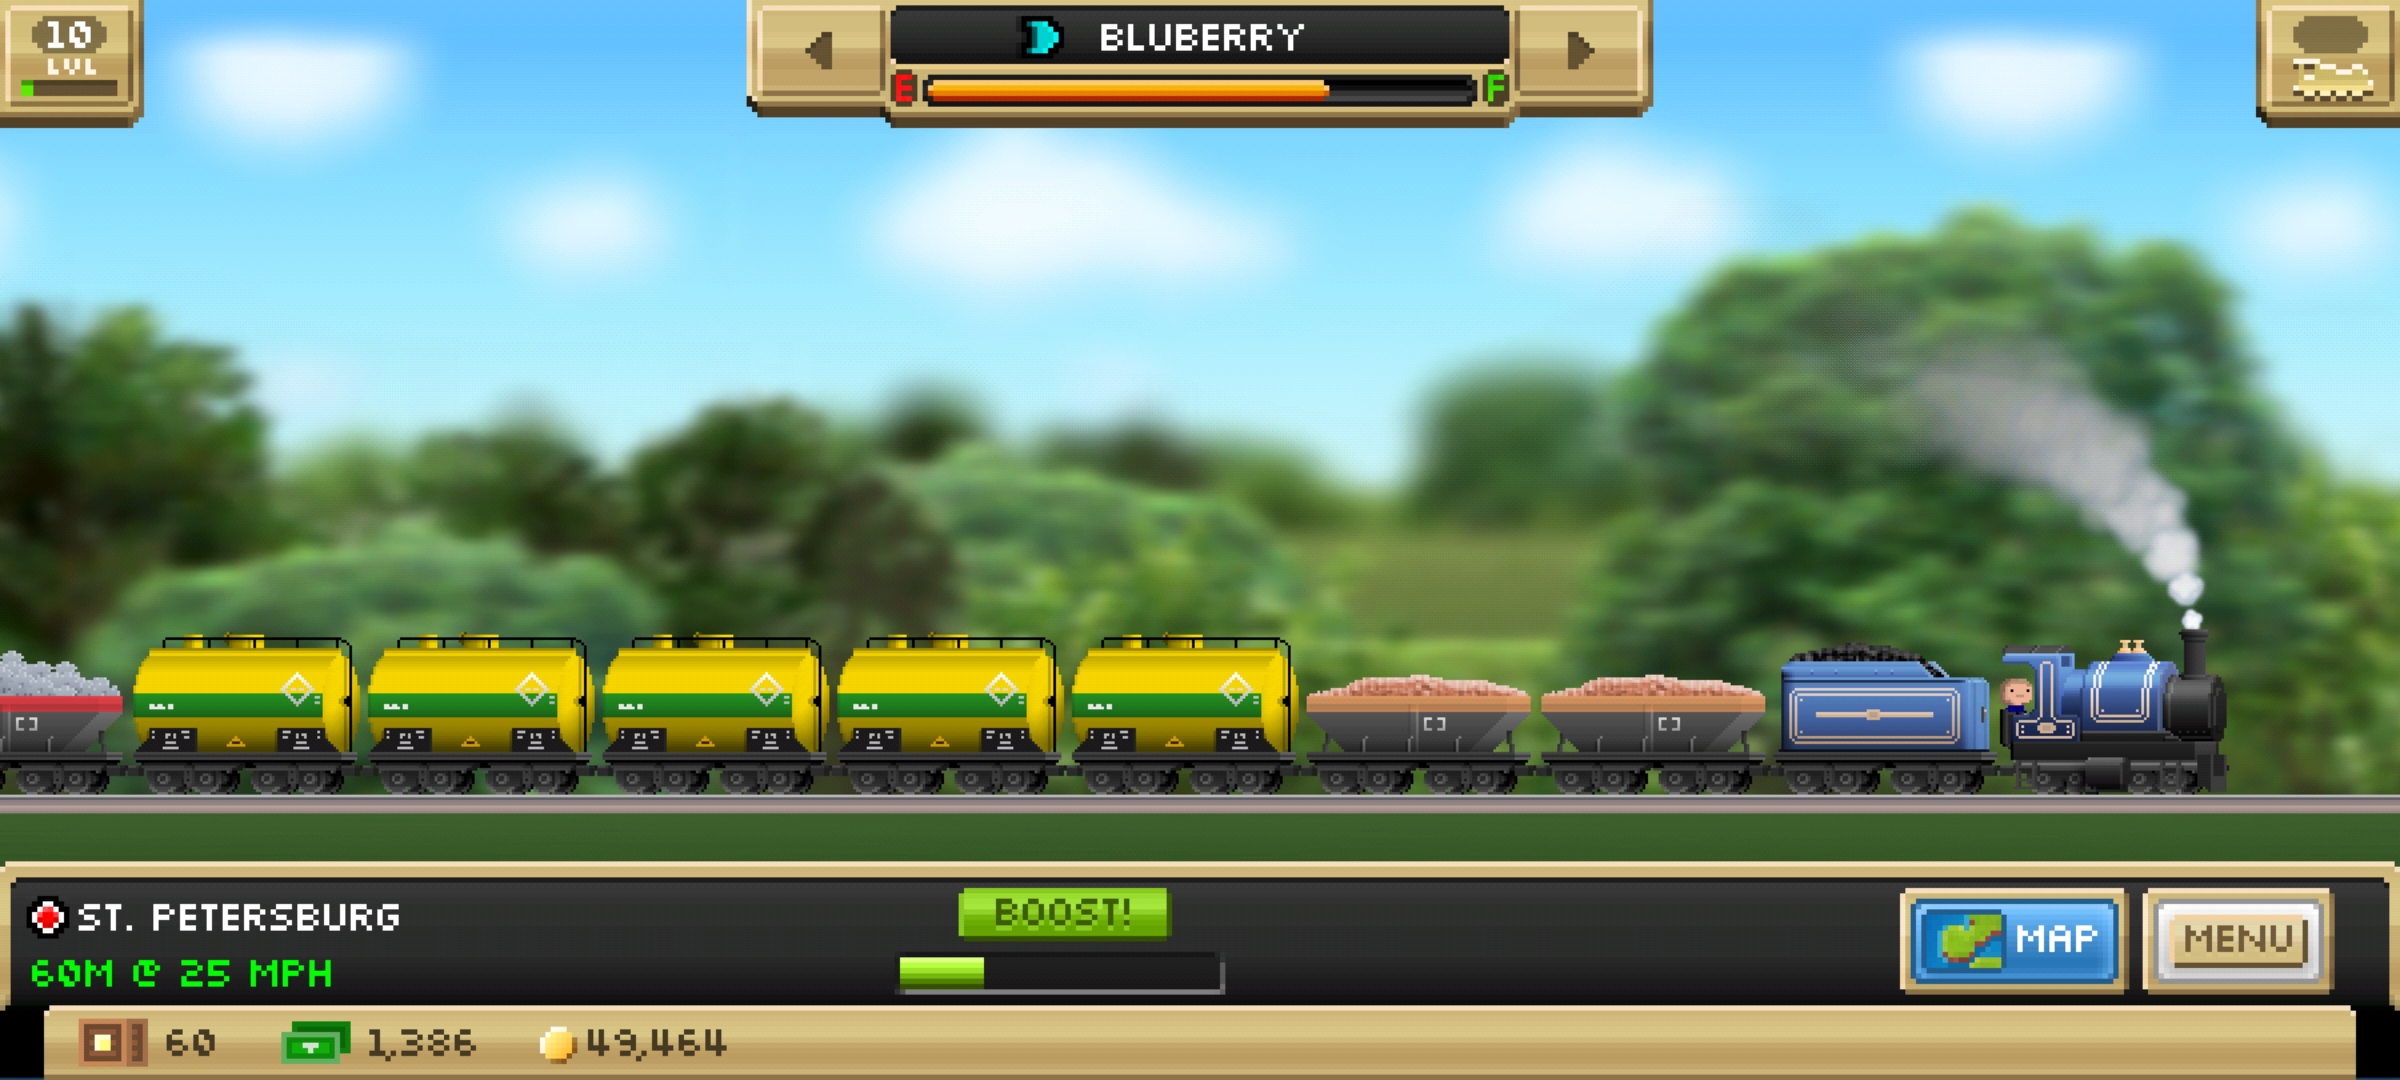 10
LVL
BLUBERRY
E F
ST. PETERSBURG
60M @ 25 MPH
BOOST!
MAP
MENU
60
1,386
49,464